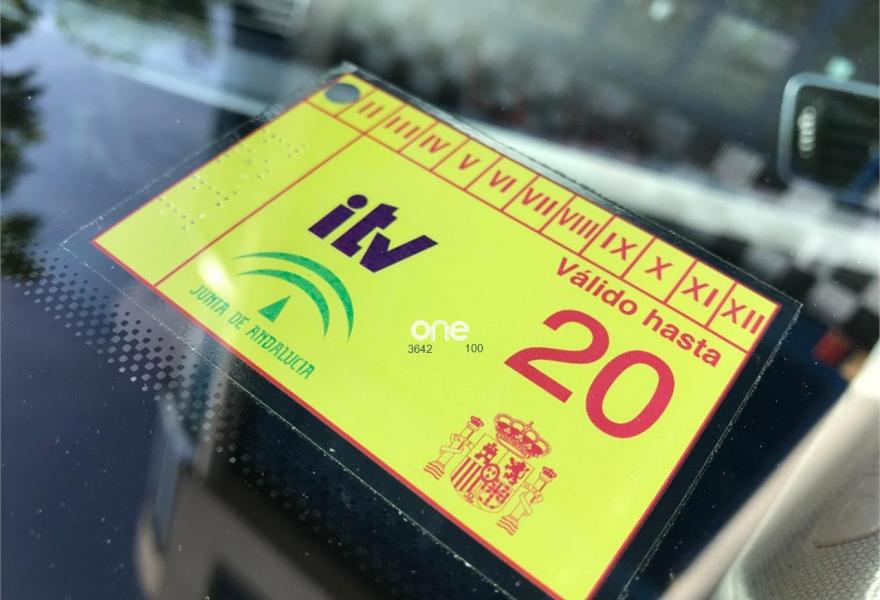 II III IV V VI VII VIII IX X XI XII
itv
JUNTA DE ANDALUCIA
Válido hasta
20
one
3642 100